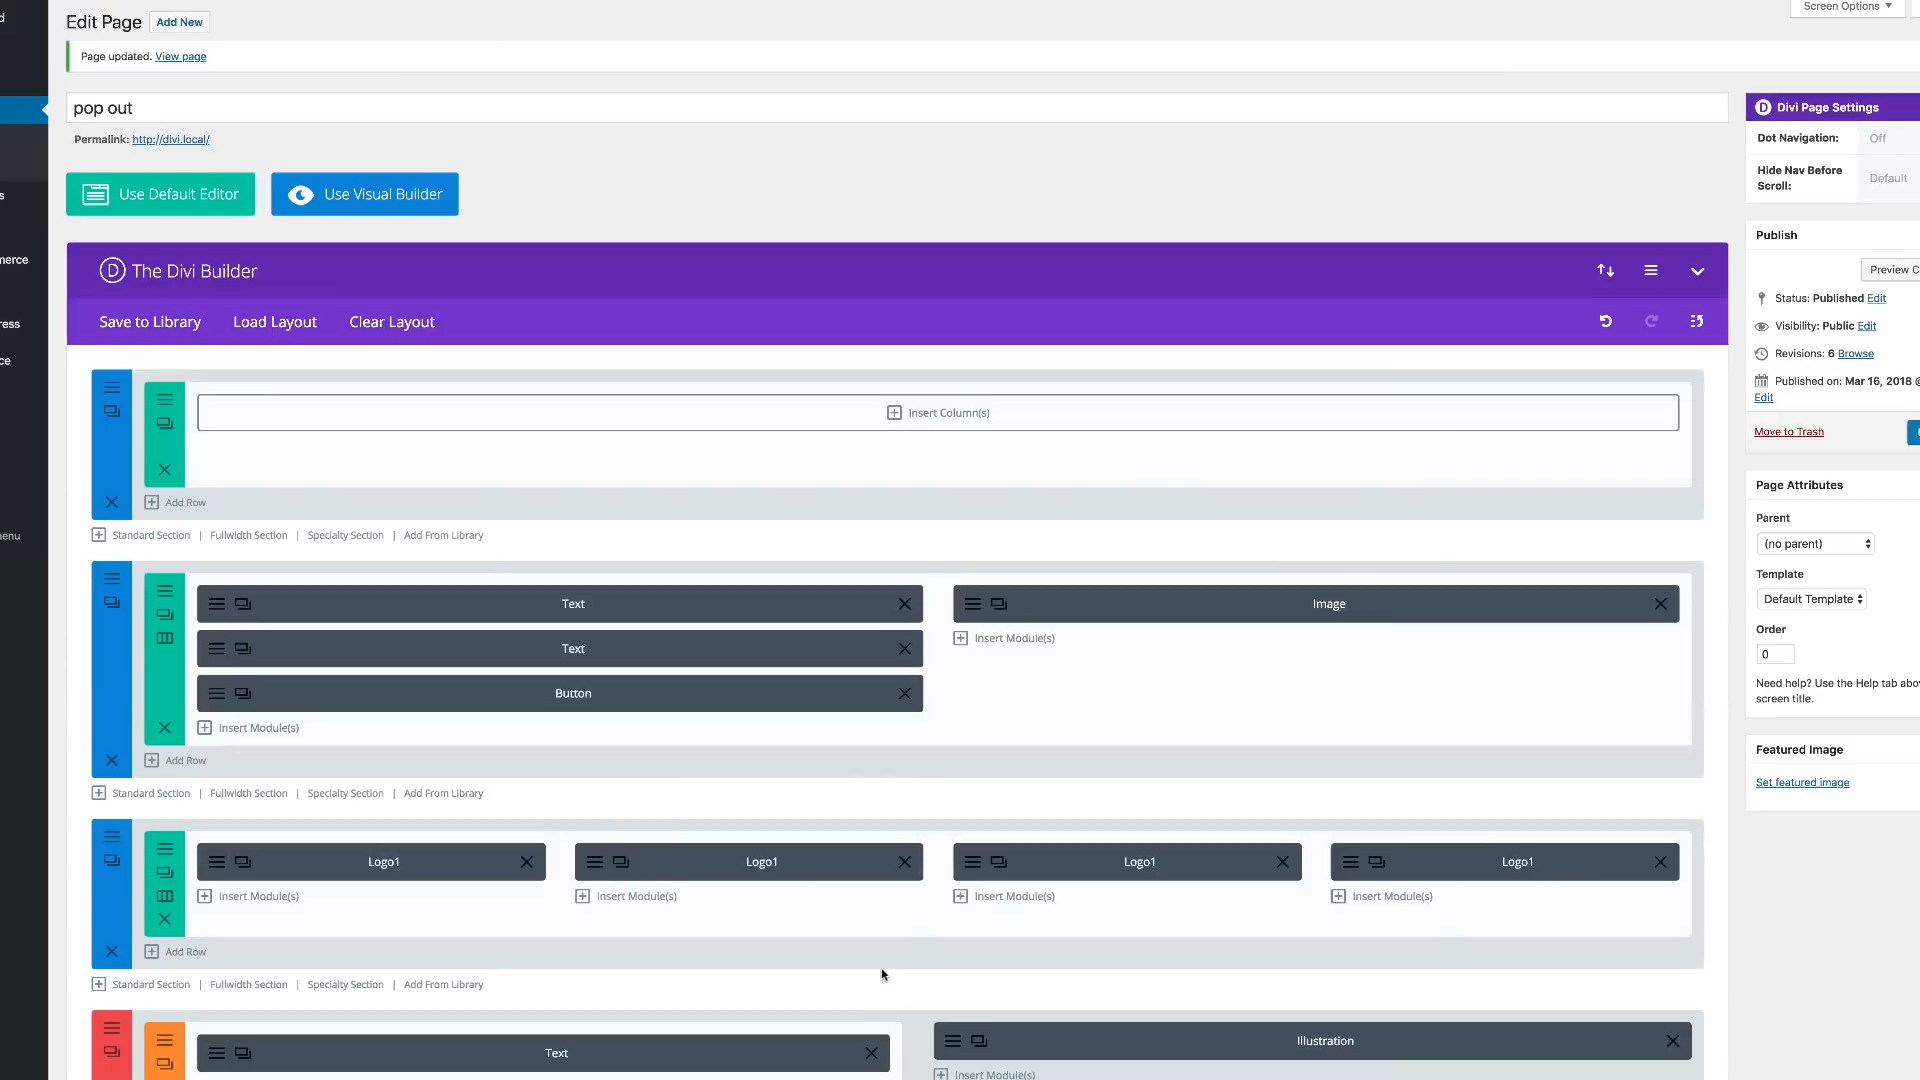 d
Edit Page Add New
Screen Options
Page updated. View page
pop out
Permalink: http://divi.local/
Use Default Editor
Use Visual Builder
s
merce
ress
ce
menu
The Divi Builder
Save to Library Load Layout Clear Layout
Insert Column(s)
Add Row
Standard Section | Fullwidth Section | Specialty Section | Add From Library
Text
Image
Insert Module(s)
Text
Button
Insert Module(s)
Add Row
Standard Section | Fullwidth Section | Specialty Section | Add From Library
Logo1 Logo1 Logo1 Logo1
Insert Module(s) Insert Module(s) Insert Module(s) Insert Module(s)
Add Row
Standard Section | Fullwidth Section | Specialty Section | Add From Library
Text
Illustration
Insert Module(s)
D Divi Page Settings
Dot Navigation: Off
Hide Nav Before
Scroll:
Default
Publish
Preview C
Status: Published Edit
Visibility: Public Edit
Revisions: 6 Browse
Published on: Mar 16, 2018 @
Edit
Move to Trash
Page Attributes
Parent
(no parent)
Template
Default Template
Order
0
Need help? Use the Help tab abo
screen title.
Featured Image
Set featured image